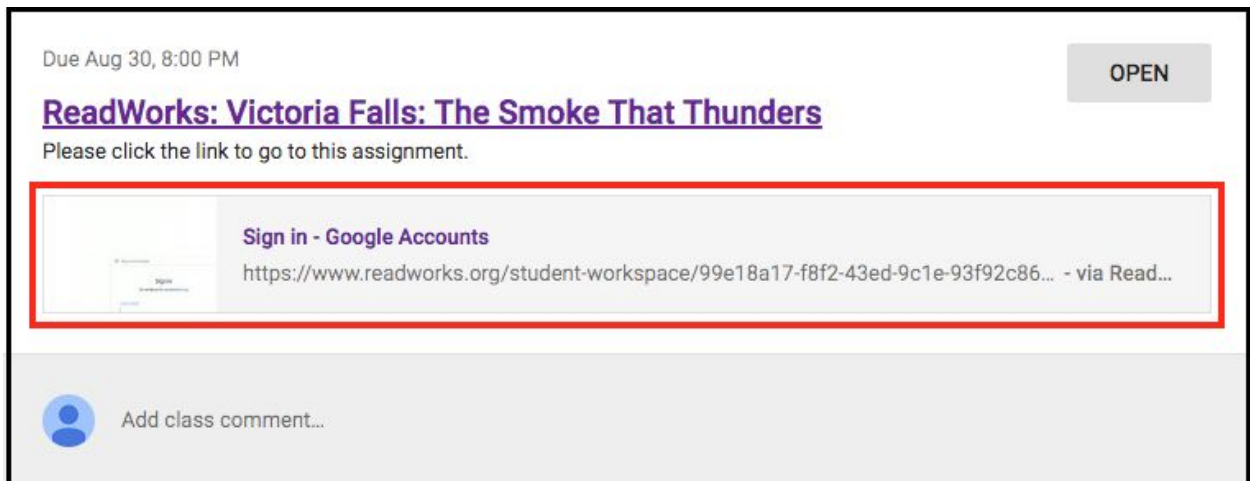 Due Aug 30, 8:00 PM
OPEN
ReadWorks: Victoria Falls: The Smoke That Thunders
Please click the link to go to this assignment.
Sign in - Google Accounts
https://www.readworks.org/student-workspace/99e18a17-f8f2-43ed-9c1e-93f92c86... - via Read...
Add class comment...